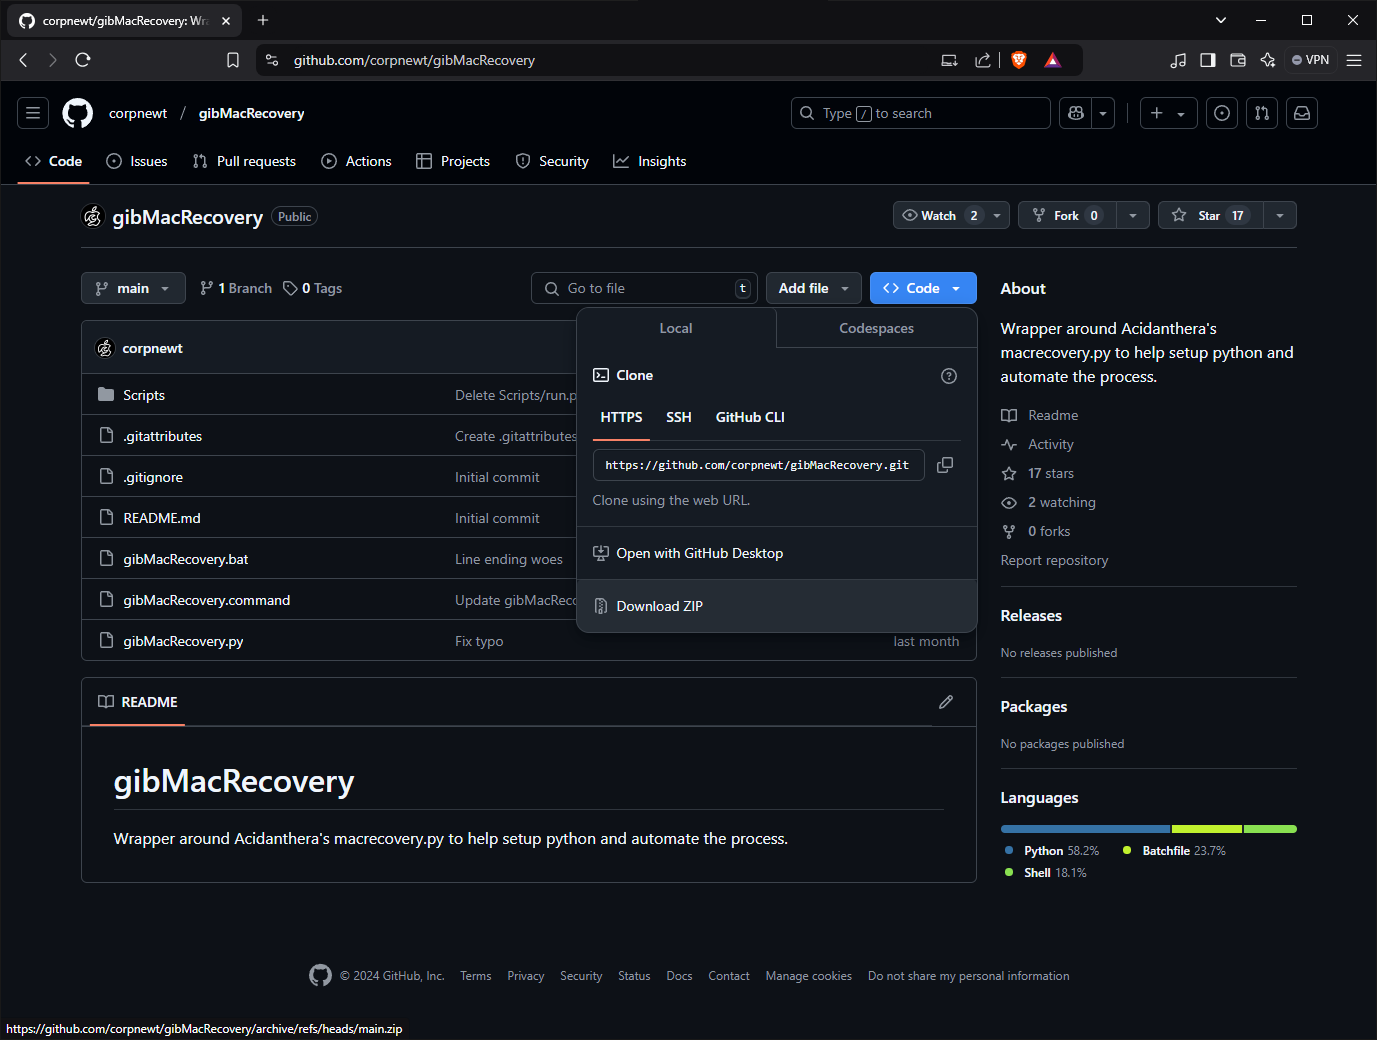 corpnewt/gibMacRecovery: Wra
github.com/corpnewt/gibMacRecovery
VPN
corpnewt / gibMacRecovery
Type / to search
Code
Issues
Pull requests
Actions
Projects
Security
Insights
gibMacRecovery
Public
Watch 2
Fork 0
Star 17
main
1 Branch
0 Tags
Go to file
t
Add file
Code
Local
Codespaces
corpnewt
Clone
HTTPS
SSH
GitHub CLI
https://github.com/corpnewt/gibMacRecovery.git
Clone using the web URL.
Open with GitHub Desktop
Download ZIP
Scripts
Delete Scripts/run.p
.gitattributes
Create .gitattributes
.gitignore
Initial commit
README.md
Initial commit
gibMacRecovery.bat
Line ending woes
gibMacRecovery.command
Update gibMacReco
gibMacRecovery.py
Fix typo
last month
README
gibMacRecovery
Wrapper around Acidanthera's macrecovery.py to help setup python and automate the process.
About
Wrapper around Acidanthera's
macrecovery.py to help setup python and
automate the process.
Readme
Activity
17 stars
2 watching
0 forks
Report repository
Releases
No releases published
Packages
No packages published
Languages
Python 58.2%
Batchfile 23.7%
Shell 18.1%
© 2024 GitHub, Inc.
Terms
Privacy
Security
Status
Docs
Contact
Manage cookies
Do not share my personal information
https://github.com/corpnewt/gibMacRecovery/archive/refs/heads/main.zip